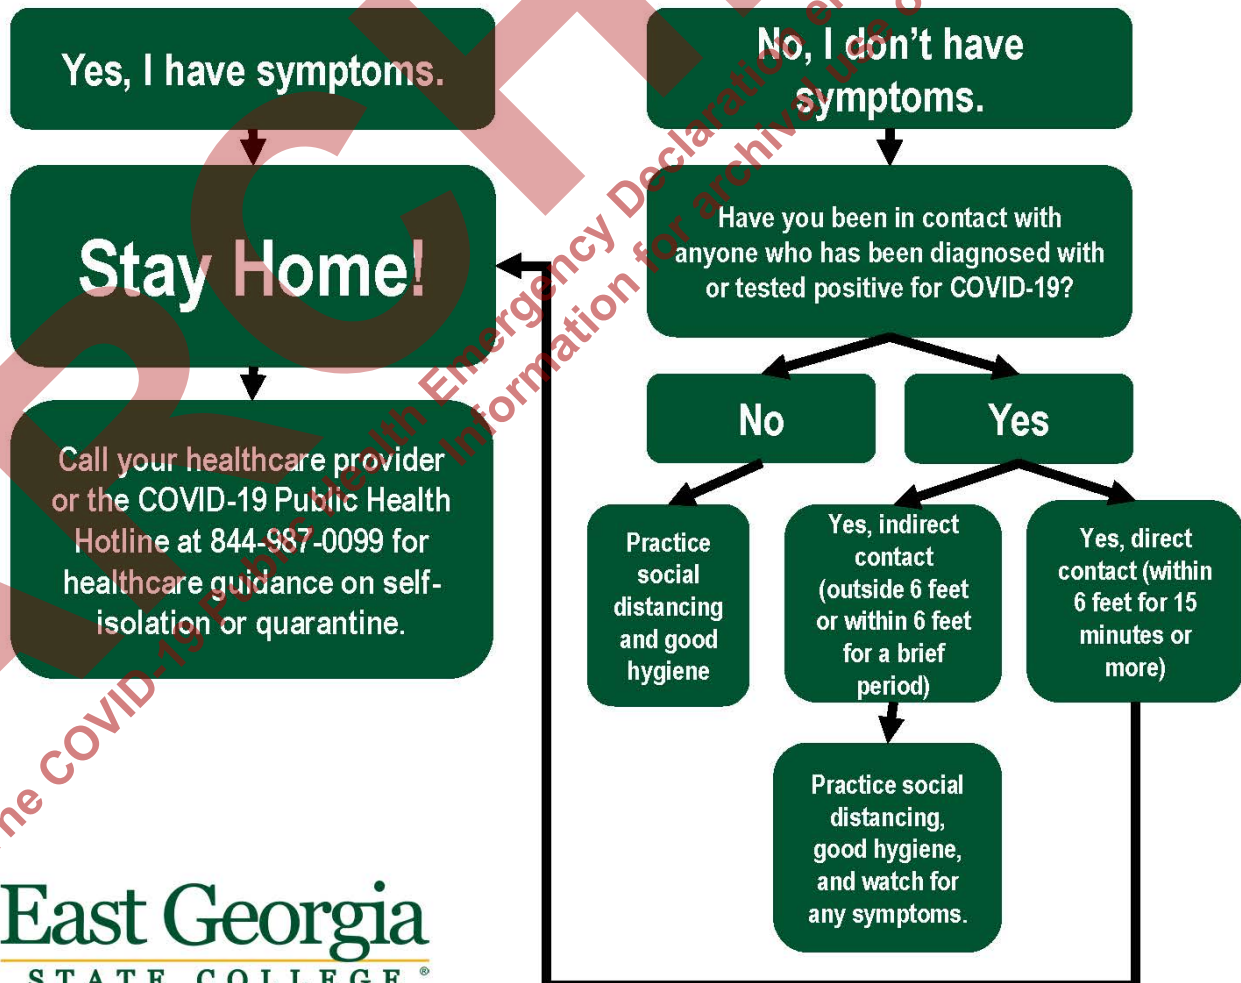 Yes, I have symptoms.
Stay Home!
Call your healthcare provider
or the COVID-19 Public Health
Hotline at 844-987-0099 for
healthcare guidance on self-
isolation or quarantine.
No, I don't have
symptoms.
Have you been in contact with
anyone who has been diagnosed with
or tested positive for COVID-19?
No
Yes
Practice
social
distancing
and good
hygiene
Yes, indirect
contact
(outside 6 feet
or within 6 feet
for a brief
period)
Yes, direct
contact (within
6 feet for 15
minutes or
more)
Practice social
distancing,
good hygiene,
and watch for
any symptoms.
East Georgia
STATE COLLEGE®
COVID-19 Public Health Emergency Declaration
Information for archival use